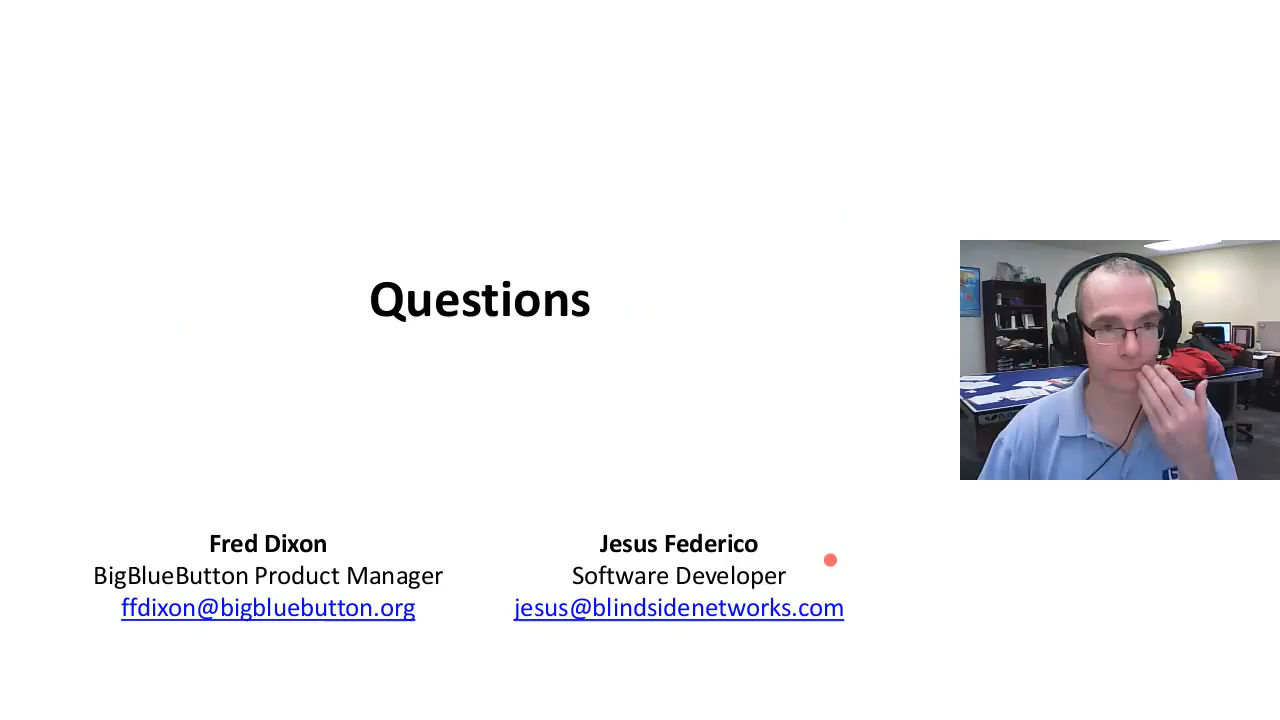 Questions
Fred Dixon
BigBlueButton Product Manager
ffdixon@bigbluebutton.org
Jesus Federico
Software Developer
jesus@blindsidenetworks.com